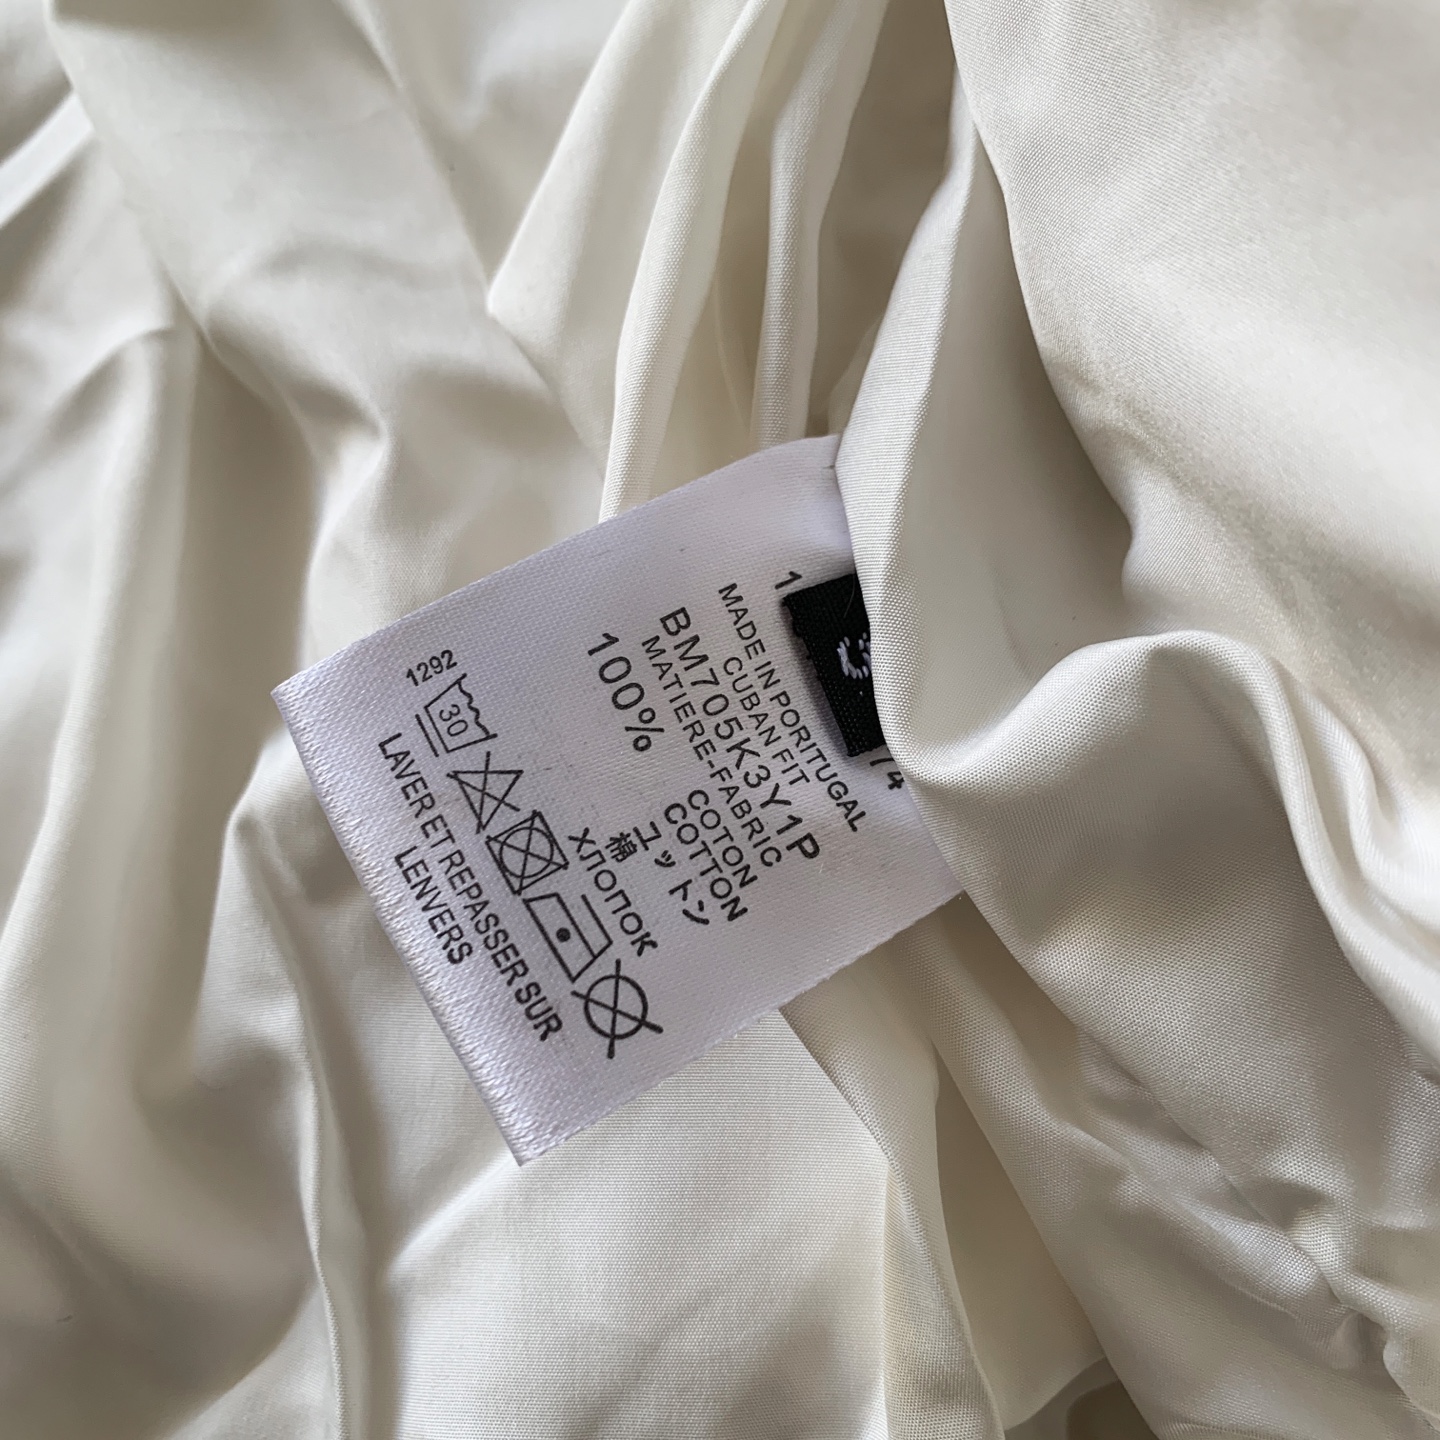 MADE IN PORITUGAL
CUBAN FIT
BM705K3Y1P
MATIERE-FABRIC
100%
COTON
COTTON
コットン
棉
хлопок
1292
30
LAVER ET REPASSER SUR
LENVERS